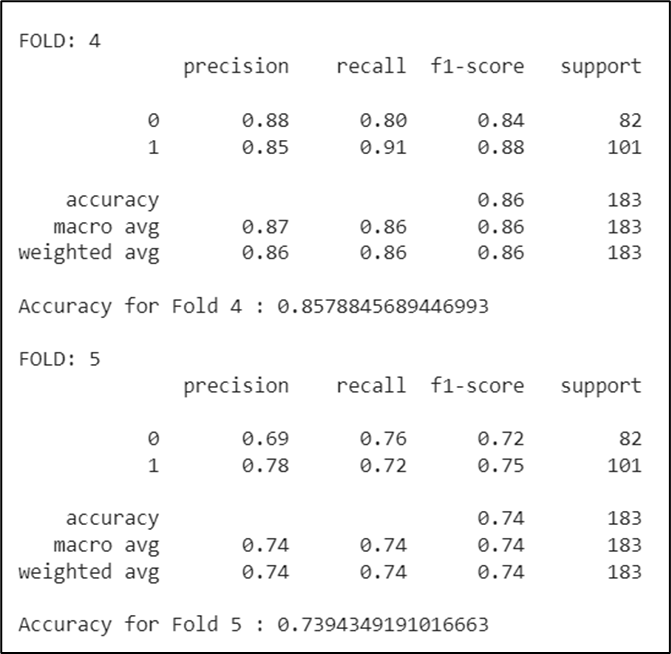 FOLD: 4
precision recall f1-score support
0 0.88 0.80 0.84 82
1 0.85 0.91 0.88 101
accuracy 0.86 183
macro avg 0.87 0.86 0.86 183
weighted avg 0.86 0.86 0.86 183
Accuracy for Fold 4 : 0.8578845689446993
FOLD: 5
precision recall f1-score support
0 0.69 0.76 0.72 82
1 0.78 0.72 0.75 101
accuracy 0.74 183
macro avg 0.74 0.74 0.74 183
weighted avg 0.74 0.74 0.74 183
Accuracy for Fold 5 : 0.7394349191016663